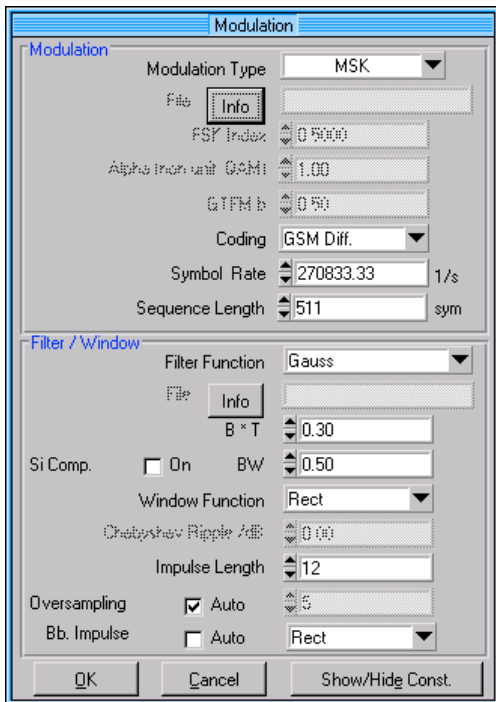 Modulation
Modulation
Modulation Type MSK
File Info
FSK Index 0.5000
Alpha (non unit QAM) 1.00
GTFM b 0.50
Coding GSM Diff.
Symbol Rate 270833.33 1/s
Sequence Length 511 sym
Filter / Window
Filter Function Gauss
File Info
B * T 0.30
Si Comp. On BW 0.50
Window Function Rect
Chebyshev Ripple /dB 0.00
Impulse Length 12
Oversampling Auto 5
Bb. Impulse Auto Rect
OK Cancel Show/Hide Const.